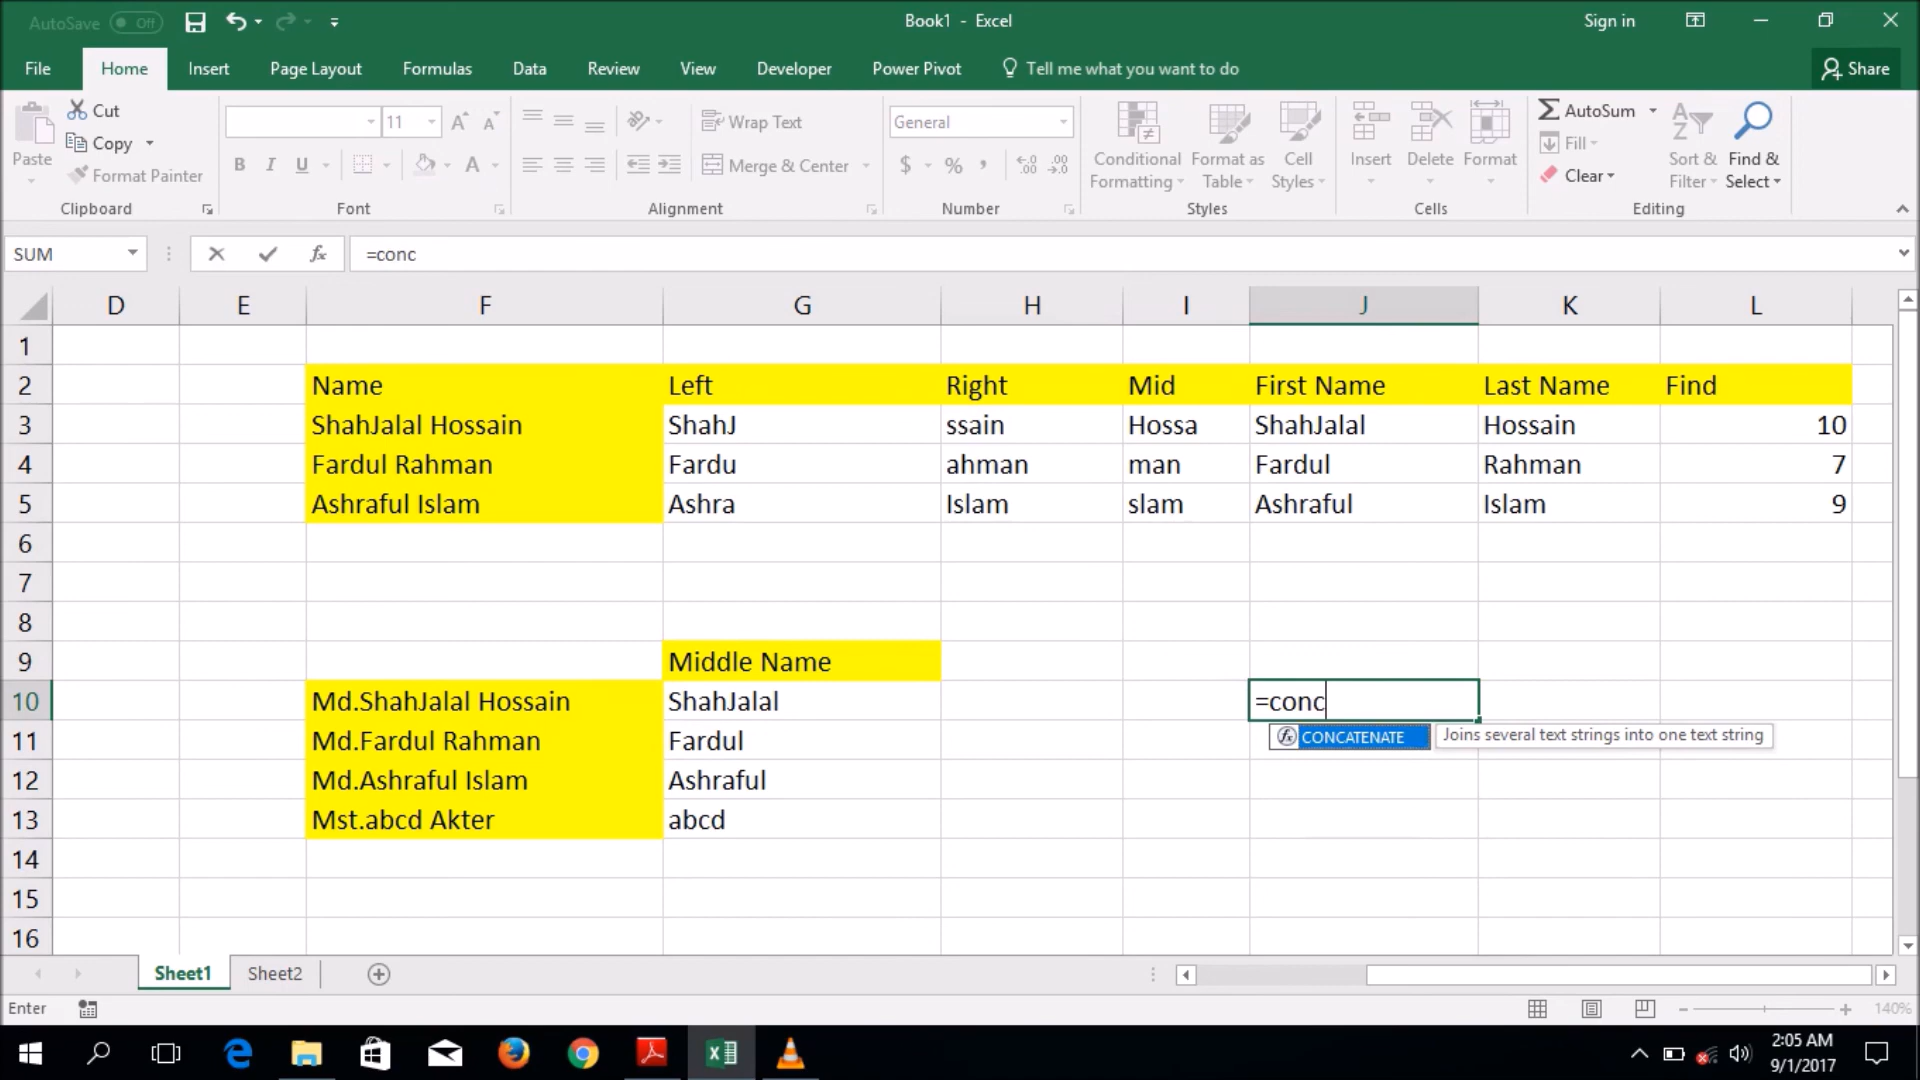 AutoSave Off Book1 - Excel Sign in
File Home Insert Page Layout Formulas Data Review View Developer Power Pivot Tell me what you want to do Share
Cut
Copy
Format Painter
Paste
Clipboard
11
B I U A
Font
Wrap Text
Merge & Center
Alignment
General
$ % ,
Number
Conditional Formatting
Format as Table
Cell Styles
Styles
Insert Delete Format
Cells
AutoSum
Fill
Clear
Sort & Filter
Find & Select
Editing
SUM fx =conc
D E F G H I J K L
1
2 Name Left Right Mid First Name Last Name Find
3 ShahJalal Hossain ShahJ ssain Hossa ShahJalal Hossain 10
4 Fardul Rahman Fardu ahman man Fardul Rahman 7
5 Ashraful Islam Ashra Islam slam Ashraful Islam 9
6
7
8
9 Middle Name
10 Md.ShahJalal Hossain ShahJalal =conc
CONCATENATE Joins several text strings into one text string
11 Md.Fardul Rahman Fardul
12 Md.Ashraful Islam Ashraful
13 Mst.abcd Akter abcd
14
15
16
Sheet1 Sheet2
Enter 140%
2:05 AM
9/1/2017